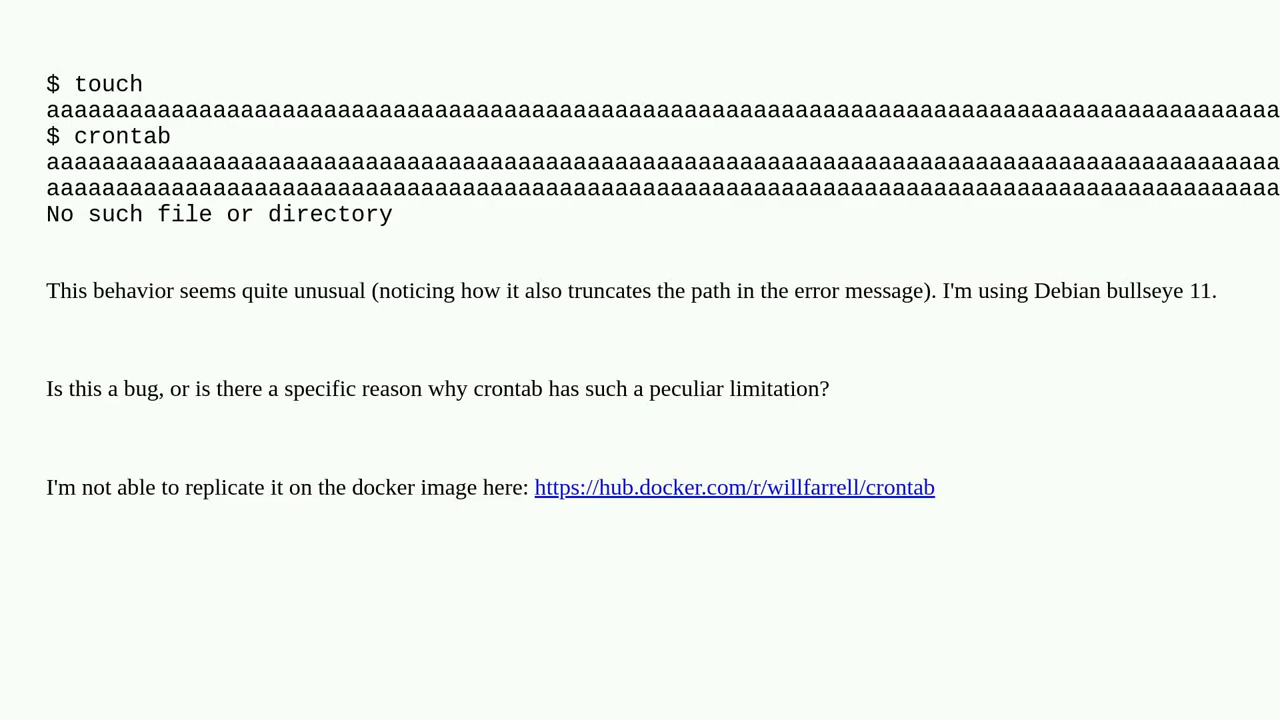 $ touch
aaaaaaaaaaaaaaaaaaaaaaaaaaaaaaaaaaaaaaaaaaaaaaaaaaaaaaaaaaaaaaaaaaaaaaaaaaaaaaaaaaaaaaaaa
$ crontab
aaaaaaaaaaaaaaaaaaaaaaaaaaaaaaaaaaaaaaaaaaaaaaaaaaaaaaaaaaaaaaaaaaaaaaaaaaaaaaaaaaaaaaaaa
aaaaaaaaaaaaaaaaaaaaaaaaaaaaaaaaaaaaaaaaaaaaaaaaaaaaaaaaaaaaaaaaaaaaaaaaaaaaaaaaaaaaaaaaa
No such file or directory
This behavior seems quite unusual (noticing how it also truncates the path in the error message). I'm using Debian bullseye 11.
Is this a bug, or is there a specific reason why crontab has such a peculiar limitation?
I'm not able to replicate it on the docker image here: https://hub.docker.com/r/willfarrell/crontab